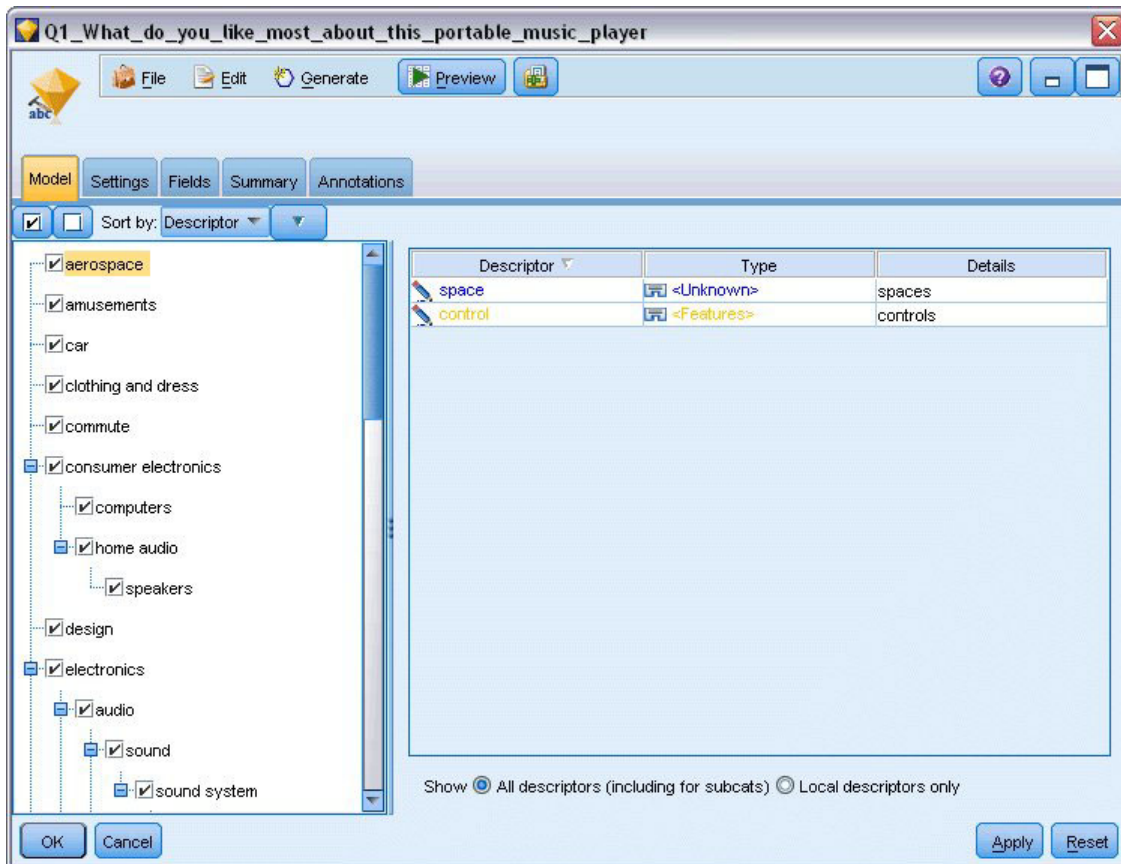 Q1_What_do_you_like_most_about_this_portable_music_player
File Edit Generate Preview
abc
Model Settings Fields Summary Annotations
Sort by: Descriptor
aerospace
amusements
car
clothing and dress
commute
consumer electronics
computers
home audio
speakers
design
electronics
audio
sound
sound system
Descriptor Type Details
space <Unknown> spaces
control <Features> controls
Show All descriptors (including for subcats) Local descriptors only
OK Cancel Apply Reset